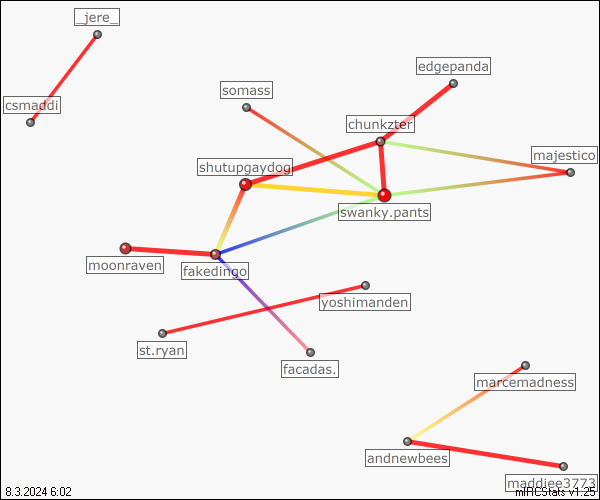 _jere_
edgepanda
somass
csmaddi
chunkzter
majestico
shutupgaydog
swanky.pants
moonraven
fakedingo
yoshimanden
st.ryan
facadas.
marcemadness
andnewbees
maddiee3773
8.3.2024 6:02
mIRCStats v1.25